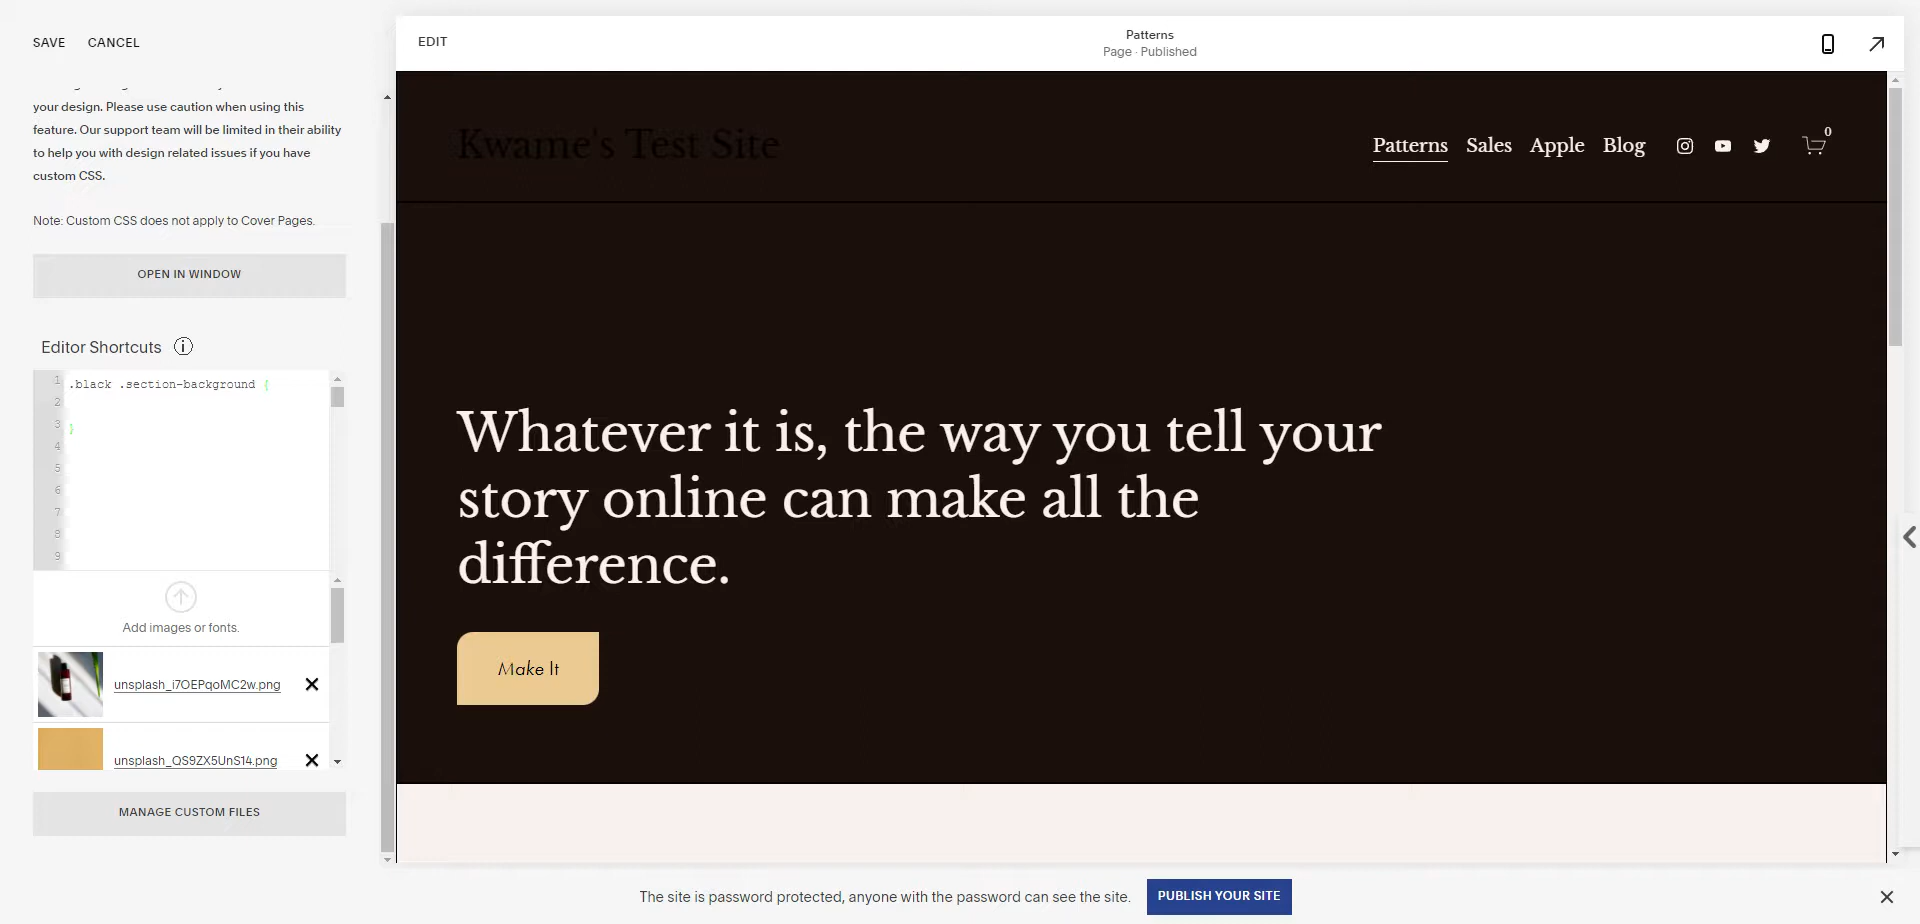 SAVE CANCEL
your design. Please use caution when using this
feature. Our support team will be limited in their ability
to help you with design related issues if you have
custom CSS.
Note: Custom CSS does not apply to Cover Pages.
OPEN IN WINDOW
Editor Shortcuts
1 .black .section-background {
2
3 }
4
5
6
7
8
9
Add images or fonts.
unsplash_i7OEPqoMC2w.png
unsplash_QS9ZX5UnS14.png
MANAGE CUSTOM FILES
EDIT
Patterns
Page · Published
Kwame's Test Site
Patterns Sales Apple Blog 0
Whatever it is, the way you tell your
story online can make all the
difference.
Make It
The site is password protected, anyone with the password can see the site. PUBLISH YOUR SITE